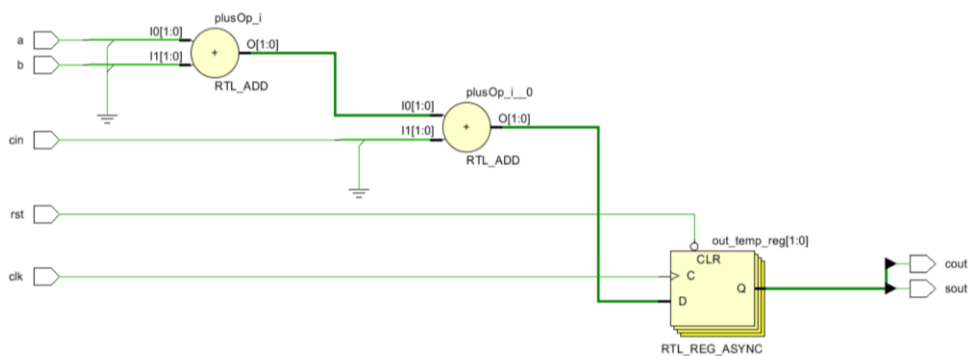 plusOp_i
a
I0[1:0]
O[1:0]
+
b
I1[1:0]
RTL_ADD
plusOp_i__0
I0[1:0]
O[1:0]
+
cin
I1[1:0]
RTL_ADD
rst
out_temp_reg[1:0]
CLR
cout
clk
C
Q
sout
D
RTL_REG_ASYNC